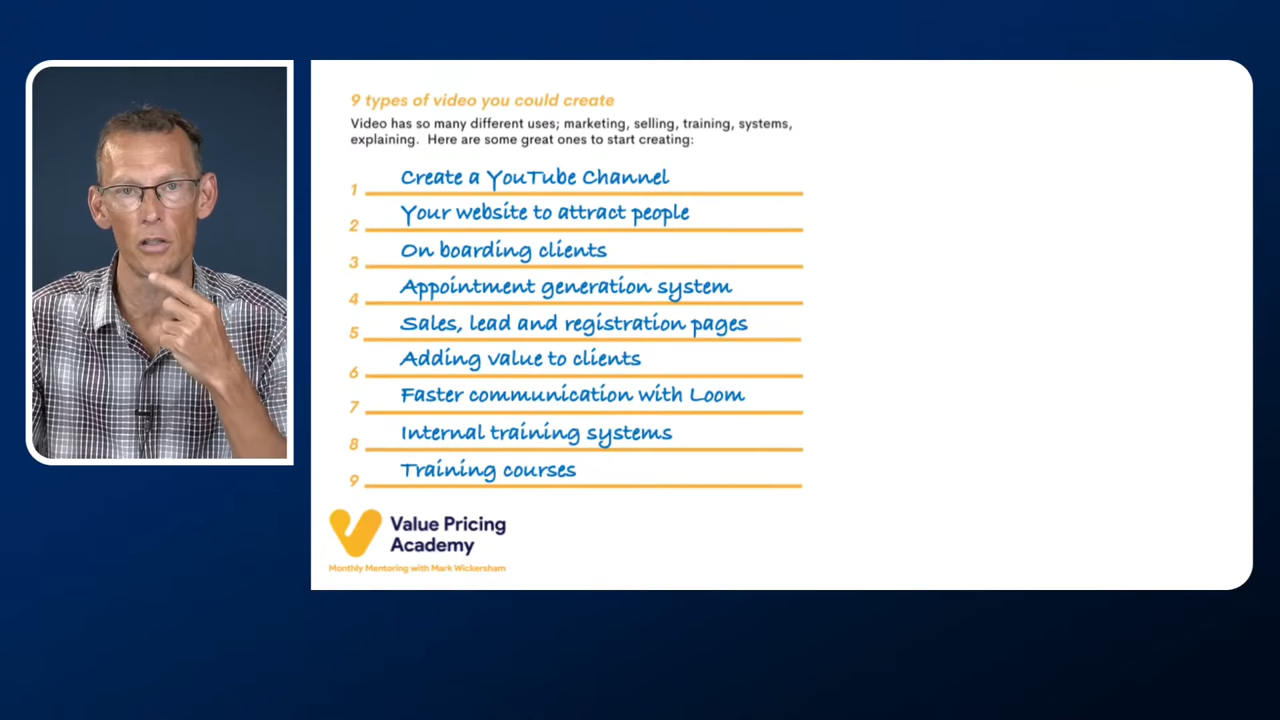 9 types of video you could create
Video has so many different uses; marketing, selling, training, systems,
explaining. Here are some great ones to start creating:
1 Create a YouTube Channel
2 Your website to attract people
3 On boarding clients
4 Appointment generation system
5 Sales, lead and registration pages
6 Adding value to clients
7 Faster communication with Loom
8 Internal training systems
9 Training courses
Value Pricing
Academy
Monthly Mentoring with Mark Wickersham